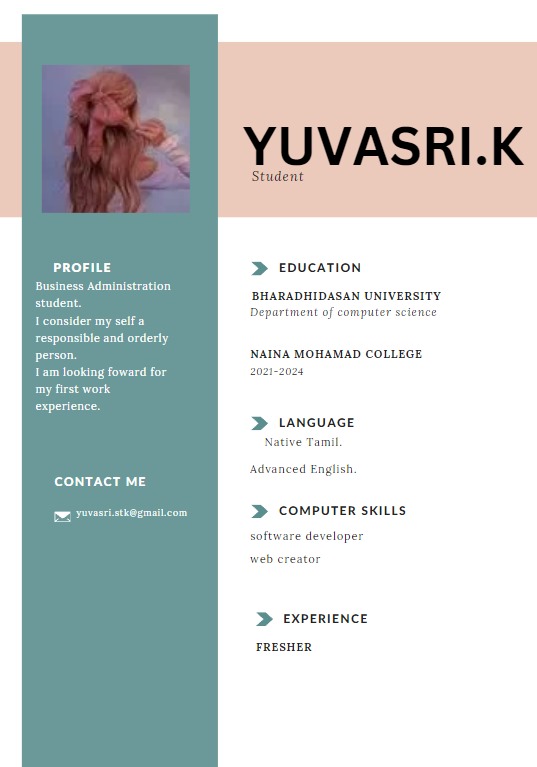 YUVASRI.K
Student
PROFILE
Business Administration
student.
I consider my self a
responsible and orderly
person.
I am looking foward for
my first work
experience.
CONTACT ME
yuvasri.stk@gmail.com
EDUCATION
BHARADHIDASAN UNIVERSITY
Department of computer science
NAINA MOHAMAD COLLEGE
2021-2024
LANGUAGE
Native Tamil.
Advanced English.
COMPUTER SKILLS
software developer
web creator
EXPERIENCE
FRESHER